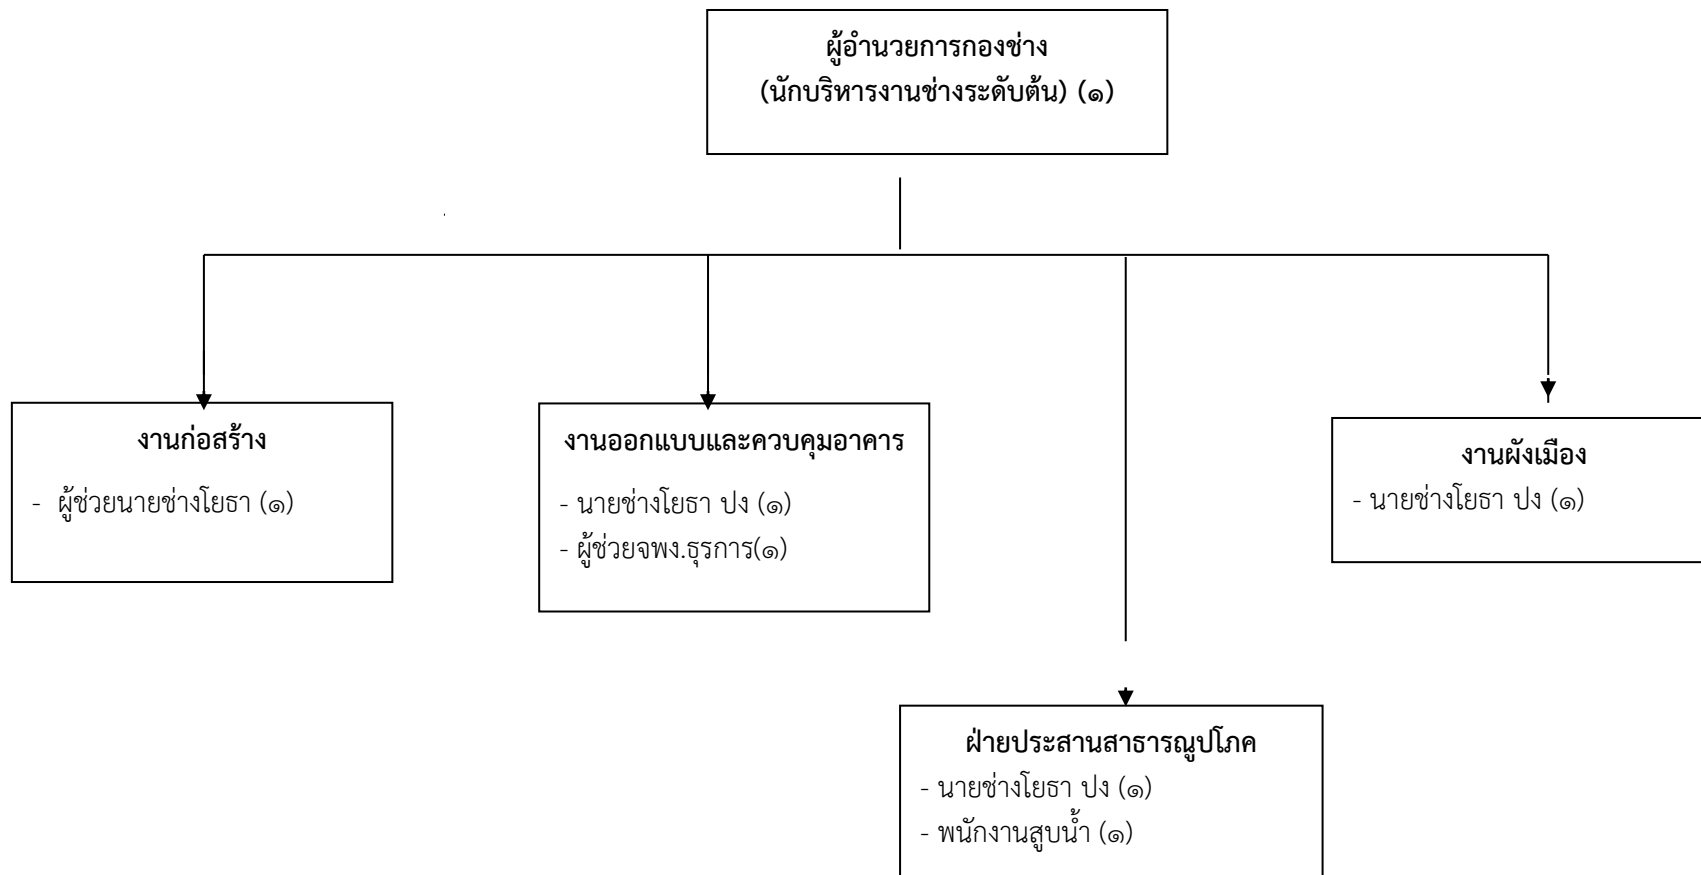 ผู้อำนวยการกองช่าง
(นักบริหารงานช่างระดับต้น) (๑)
งานก่อสร้าง
- ผู้ช่วยนายช่างโยธา (๑)
งานออกแบบและควบคุมอาคาร
- นายช่างโยธา ปง (๑)
- ผู้ช่วยจพง.ธุรการ(๑)
งานผังเมือง
- นายช่างโยธา ปง (๑)
ฝ่ายประสานสาธารณูปโภค
- นายช่างโยธา ปง (๑)
- พนักงานสูบน้ำ (๑)